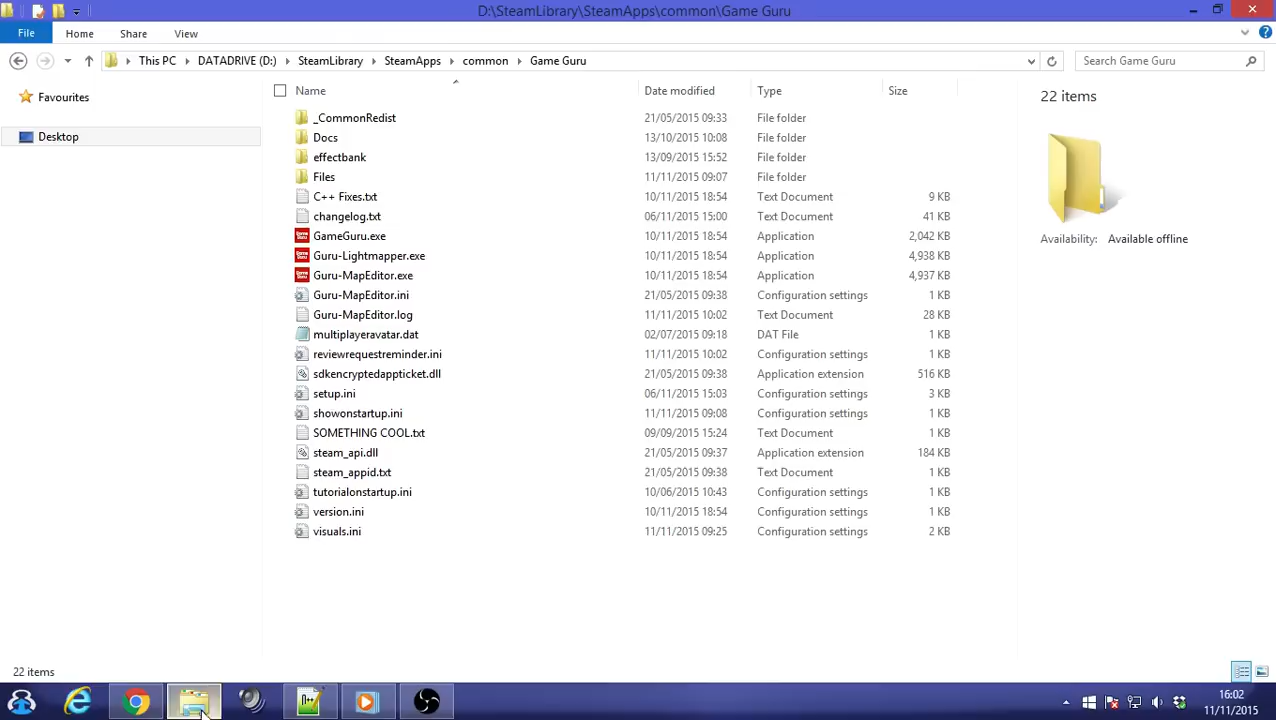 D:\SteamLibrary\SteamApps\common\Game Guru
File Home Share View
This PC DATADRIVE (D:) SteamLibrary SteamApps common Game Guru Search Game Guru
Favourites
Desktop
Name Date modified Type Size
_CommonRedist 21/05/2015 09:33 File folder
Docs 13/10/2015 10:08 File folder
effectbank 13/09/2015 15:52 File folder
Files 11/11/2015 09:07 File folder
C++ Fixes.txt 10/11/2015 18:54 Text Document 9 KB
changelog.txt 06/11/2015 15:00 Text Document 41 KB
GameGuru.exe 10/11/2015 18:54 Application 2,042 KB
Guru-Lightmapper.exe 10/11/2015 18:54 Application 4,938 KB
Guru-MapEditor.exe 10/11/2015 18:54 Application 4,937 KB
Guru-MapEditor.ini 21/05/2015 09:38 Configuration settings 1 KB
Guru-MapEditor.log 11/11/2015 10:02 Text Document 28 KB
multiplayeravatar.dat 02/07/2015 09:18 DAT File 1 KB
reviewrequestreminder.ini 11/11/2015 10:02 Configuration settings 1 KB
sdkencryptedappticket.dll 21/05/2015 09:38 Application extension 516 KB
setup.ini 06/11/2015 15:03 Configuration settings 3 KB
showonstartup.ini 11/11/2015 09:08 Configuration settings 1 KB
SOMETHING COOL.txt 09/09/2015 15:24 Text Document 1 KB
steam_api.dll 21/05/2015 09:37 Application extension 184 KB
steam_appid.txt 21/05/2015 09:38 Text Document 1 KB
tutorialonstartup.ini 10/06/2015 10:43 Configuration settings 1 KB
version.ini 10/11/2015 18:54 Configuration settings 1 KB
visuals.ini 11/11/2015 09:25 Configuration settings 2 KB
22 items
Availability: Available offline
22 items
16:02
11/11/2015